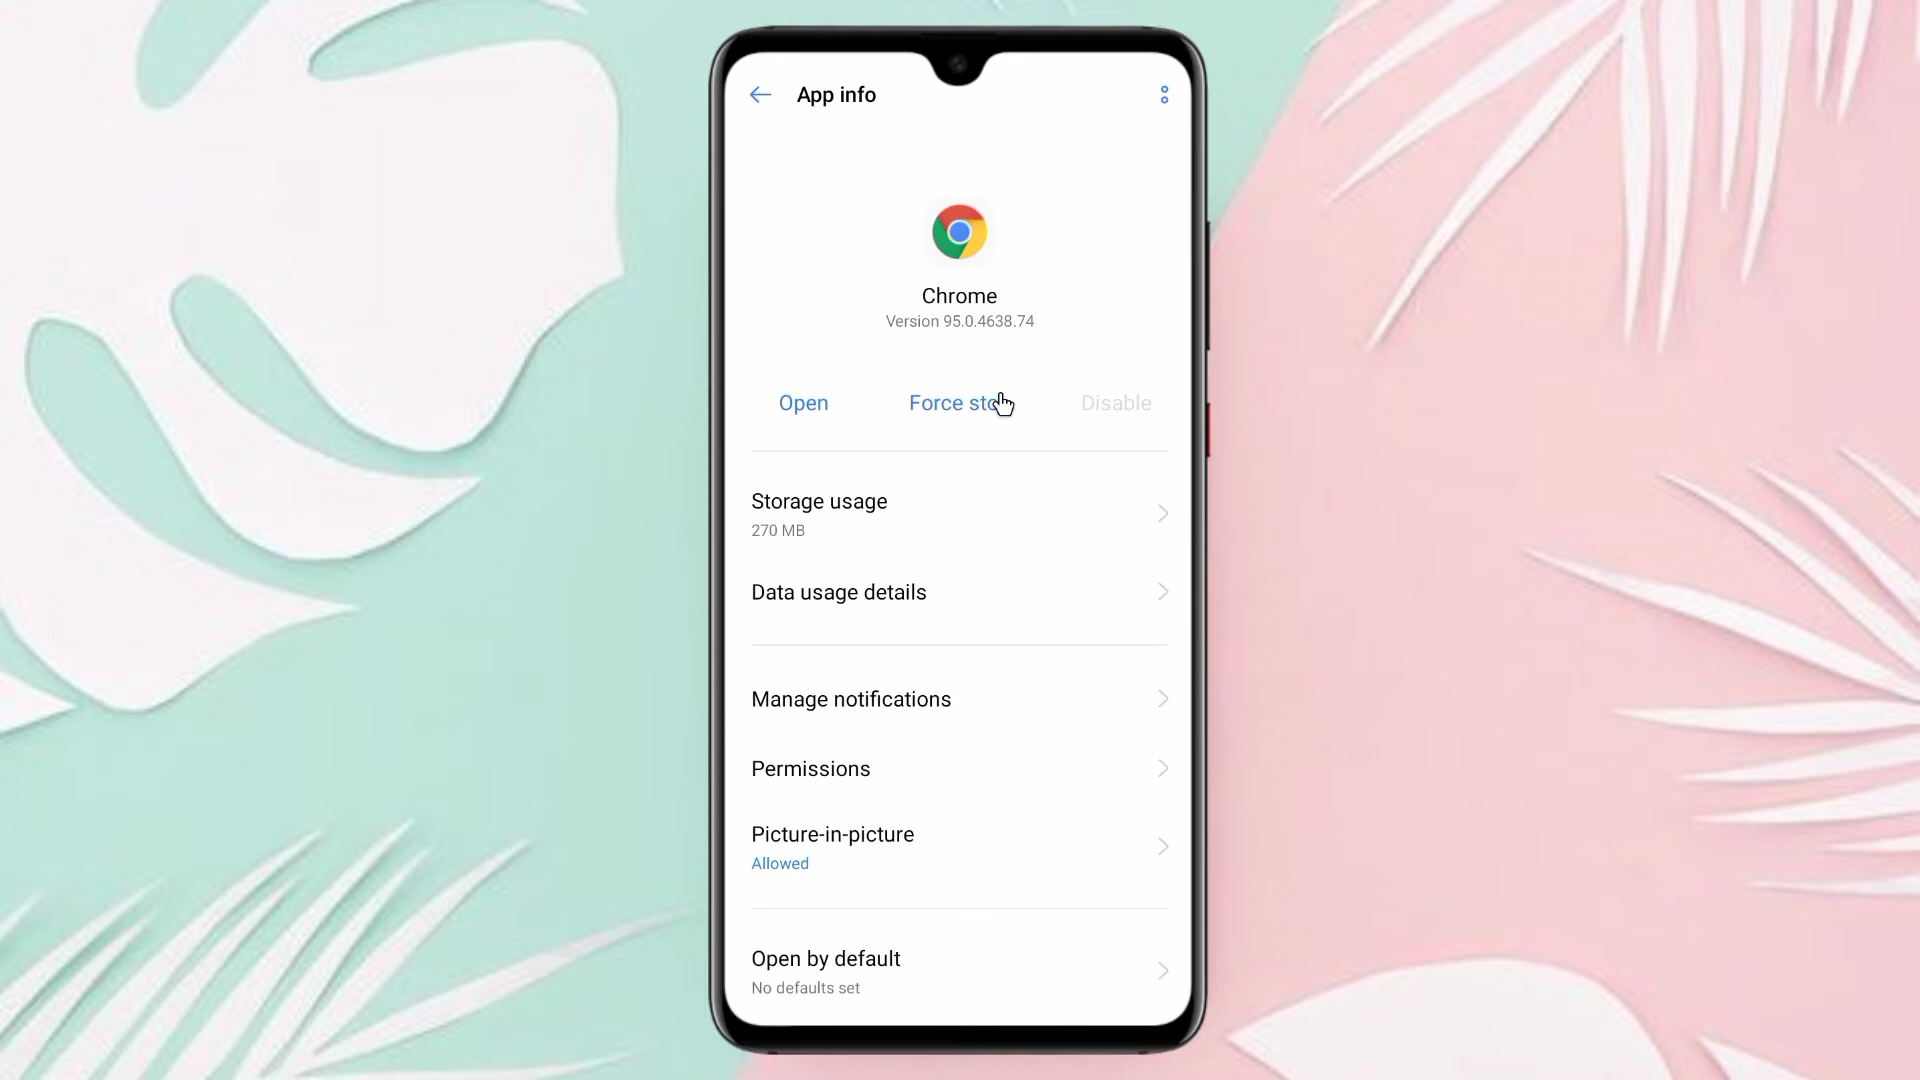 App info
Chrome
Version 95.0.4638.74
Open Force sto Disable
Storage usage
270 MB
Data usage details
Manage notifications
Permissions
Picture-in-picture
Allowed
Open by default
No defaults set